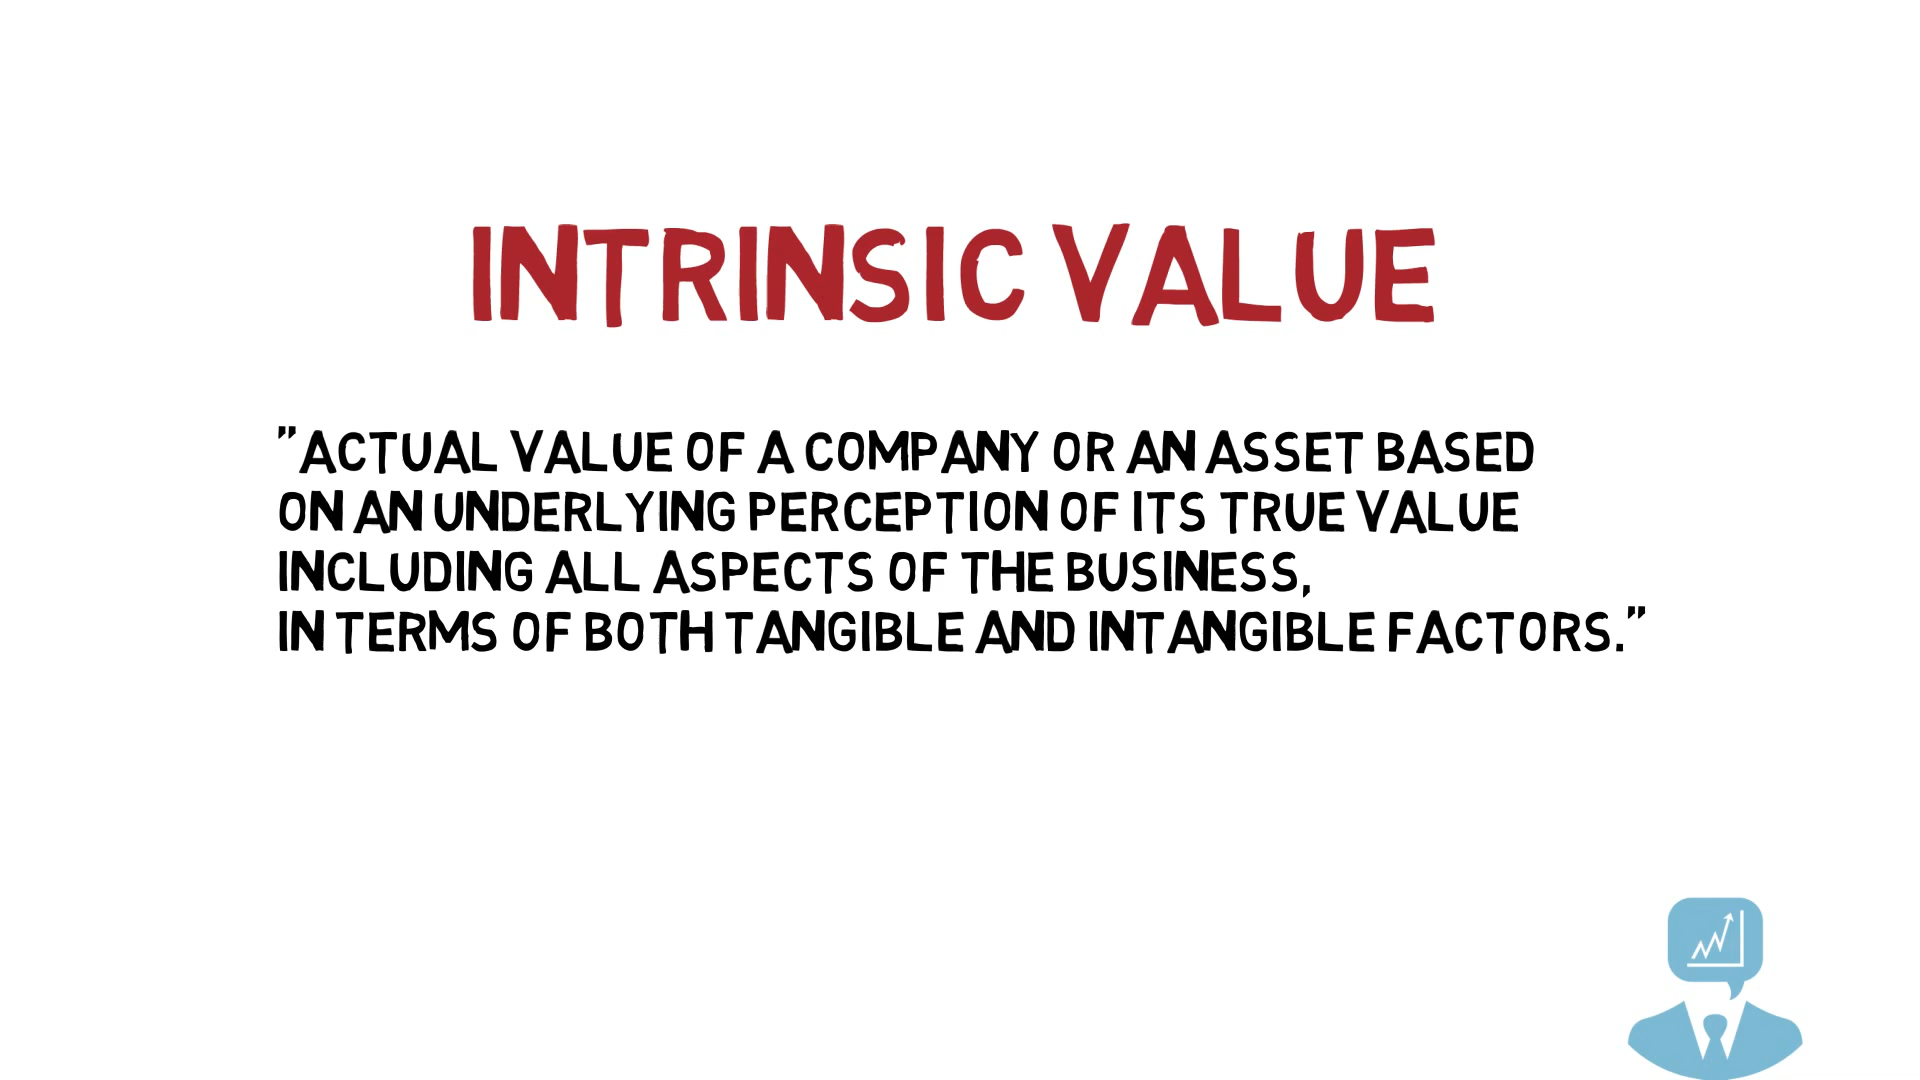 INTRINSIC VALUE
"ACTUAL VALUE OF A COMPANY OR AN ASSET BASED
ON AN UNDERLYING PERCEPTION OF ITS TRUE VALUE
INCLUDING ALL ASPECTS OF THE BUSINESS,
IN TERMS OF BOTH TANGIBLE AND INTANGIBLE FACTORS."